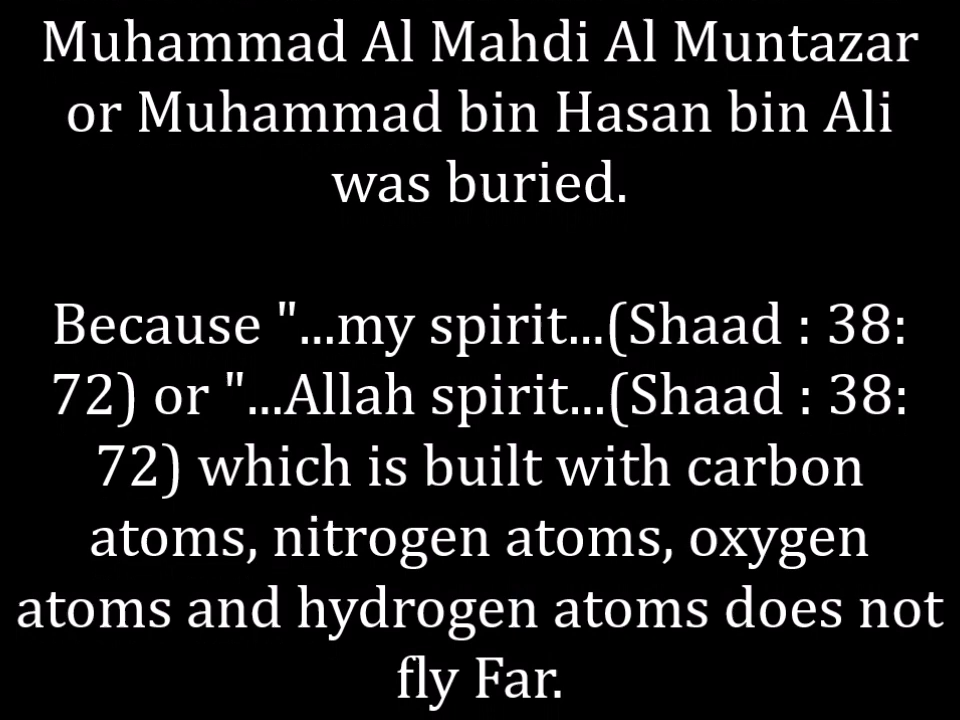 Muhammad Al Mahdi Al Muntazar
or Muhammad bin Hasan bin Ali
was buried.
Because "...my spirit...(Shaad : 38:
72) or "...Allah spirit...(Shaad : 38:
72) which is built with carbon
atoms, nitrogen atoms, oxygen
atoms and hydrogen atoms does not
fly Far.